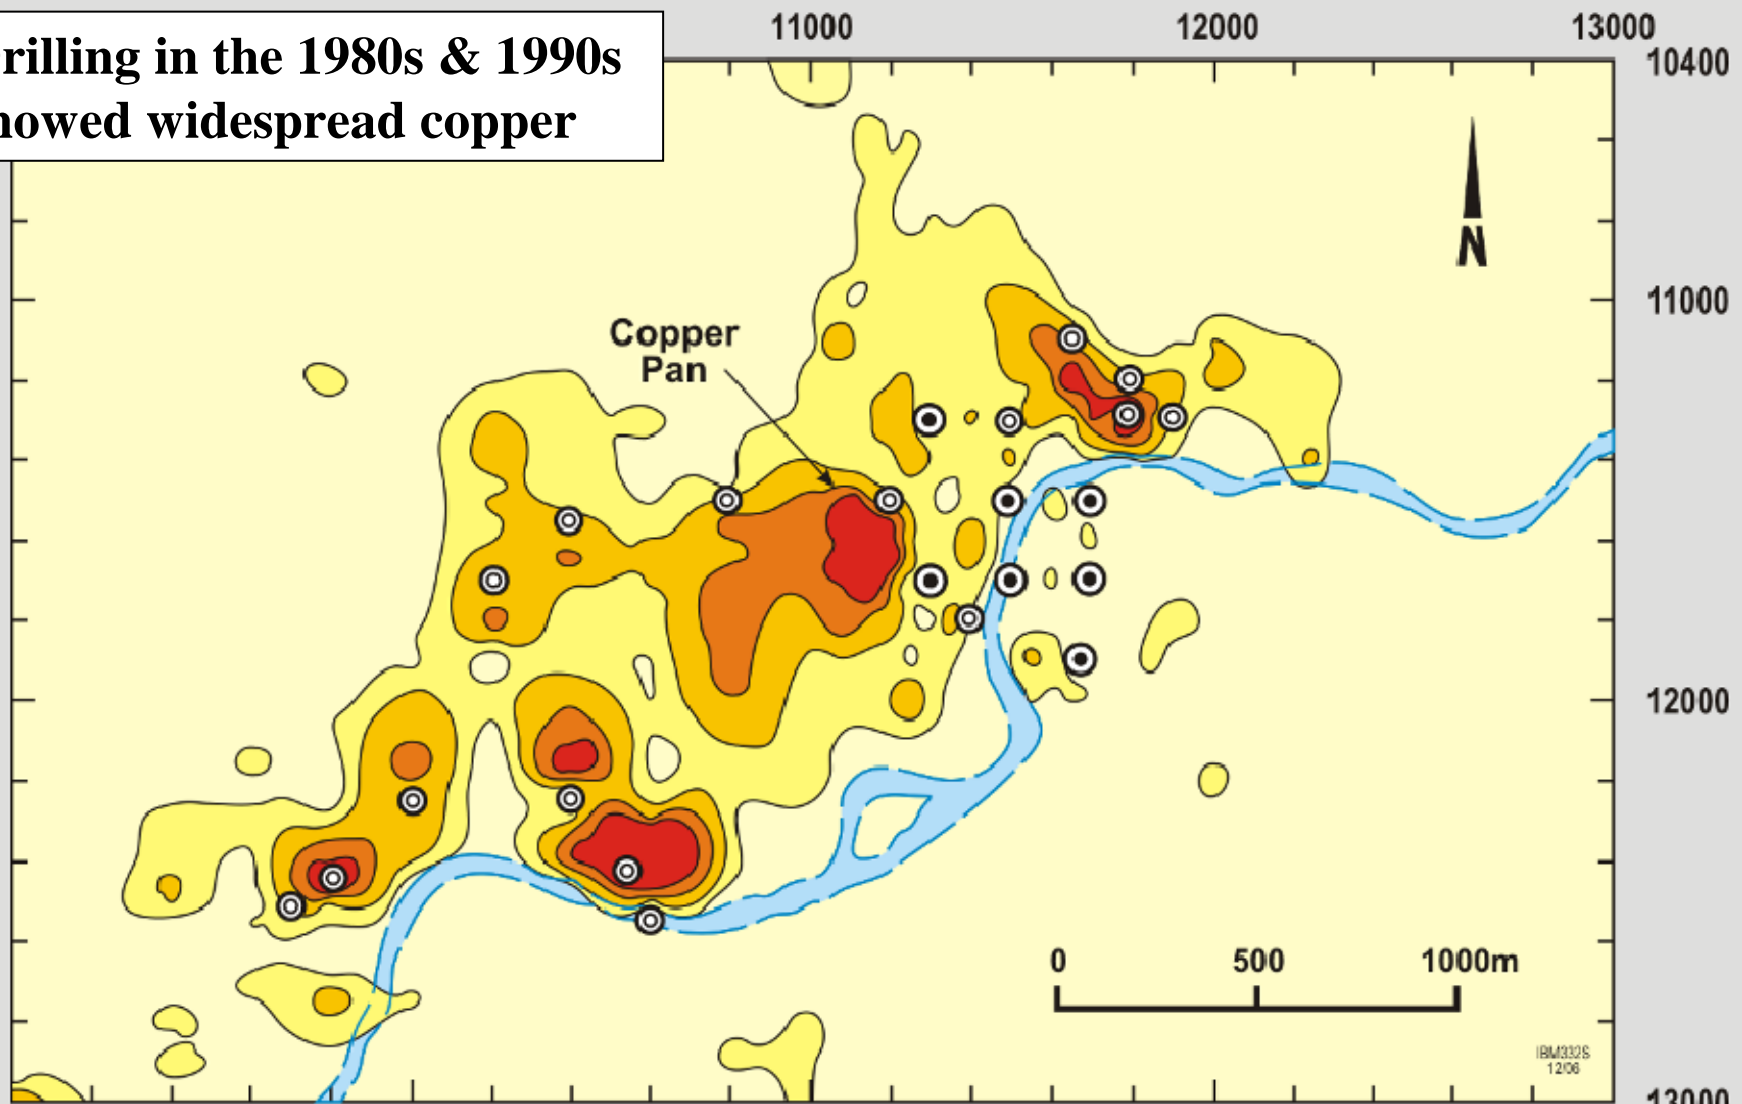 rilling in the 1980s & 1990s
howed widespread copper
11000 12000 13000
10400
N
11000
Copper
Pan
12000
0 500 1000m
IBM332S
12/06
13000